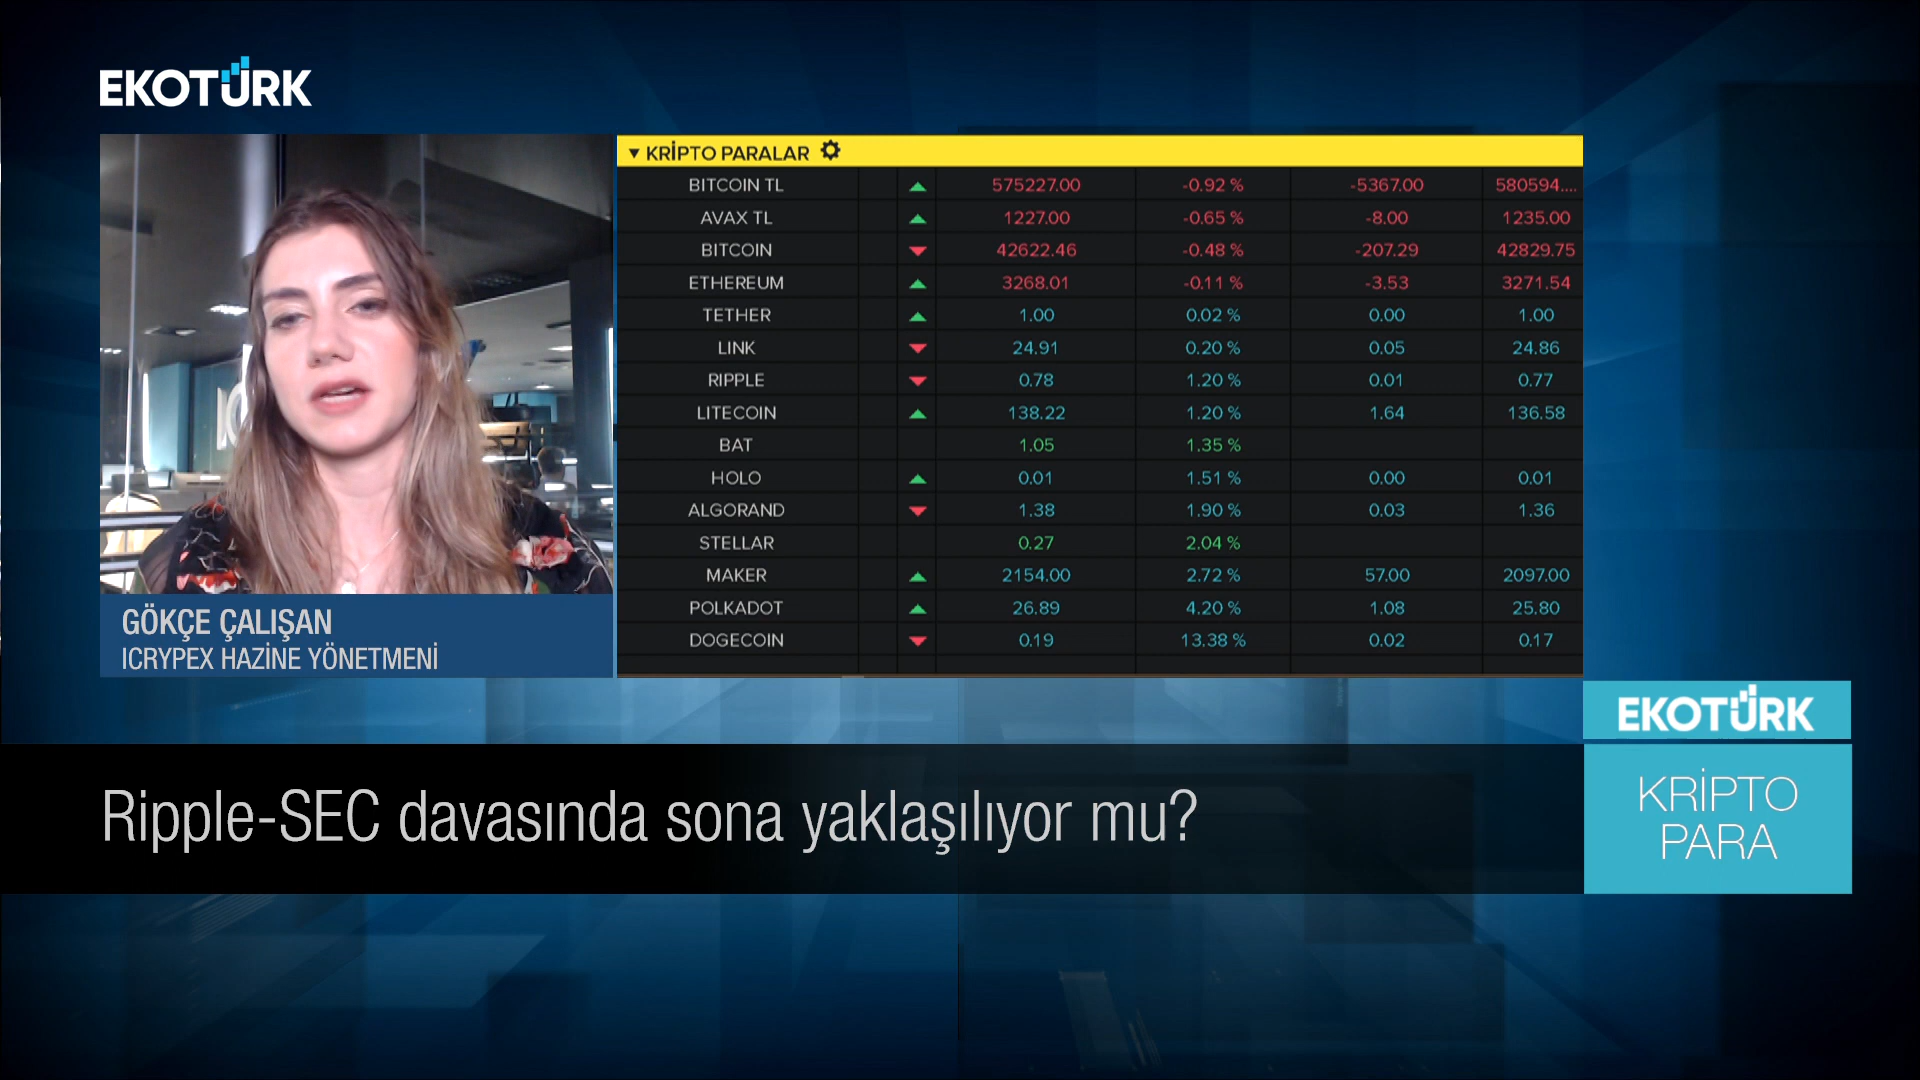 EKOTÜRK
KRİPTO PARALAR
BITCOIN TL 575227.00 -0.92 % -5367.00 580594....
AVAX TL 1227.00 -0.65 % -8.00 1235.00
BITCOIN 42622.46 -0.48 % -207.29 42829.75
ETHEREUM 3268.01 -0.11 % -3.53 3271.54
TETHER 1.00 0.02 % 0.00 1.00
LINK 24.91 0.20 % 0.05 24.86
RIPPLE 0.78 1.20 % 0.01 0.77
LITECOIN 138.22 1.20 % 1.64 136.58
BAT 1.05 1.35 %
HOLO 0.01 1.51 % 0.00 0.01
ALGORAND 1.38 1.90 % 0.03 1.36
STELLAR 0.27 2.04 %
MAKER 2154.00 2.72 % 57.00 2097.00
POLKADOT 26.89 4.20 % 1.08 25.80
DOGECOIN 0.19 13.38 % 0.02 0.17
GÖKÇE ÇALIŞAN
ICRYPEX HAZİNE YÖNETMENİ
EKOTÜRK
Ripple-SEC davasında sona yaklaşılıyor mu?
KRİPTO
PARA